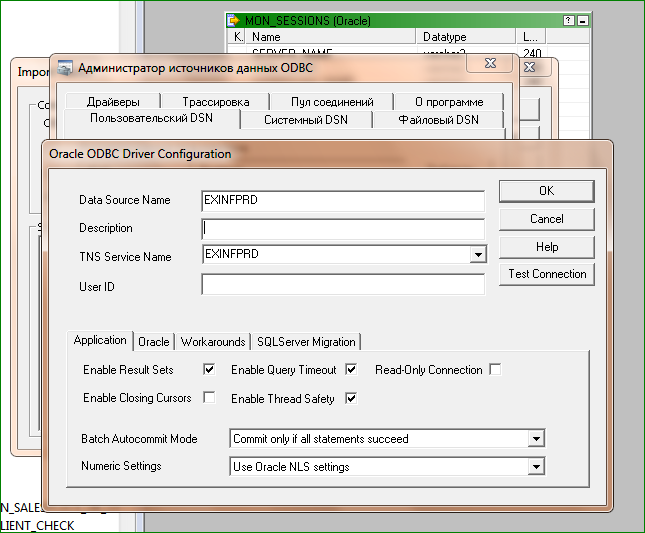 MON_SESSIONS (Oracle)
K. Name Datatype L...
SERVER_NAME varchar2 240
Impor
Администратор источников данных ODBC
Драйверы Трассировка Пул соединений О программе
Пользовательский DSN Системный DSN Файловый DSN
Oracle ODBC Driver Configuration
Data Source Name EXINFPRD
Description
TNS Service Name EXINFPRD
User ID
OK
Cancel
Help
Test Connection
Application Oracle Workarounds SQLServer Migration
Enable Result Sets Enable Query Timeout Read-Only Connection
Enable Closing Cursors Enable Thread Safety
Batch Autocommit Mode Commit only if all statements succeed
Numeric Settings Use Oracle NLS settings
N_SALE
LIENT_CHECK